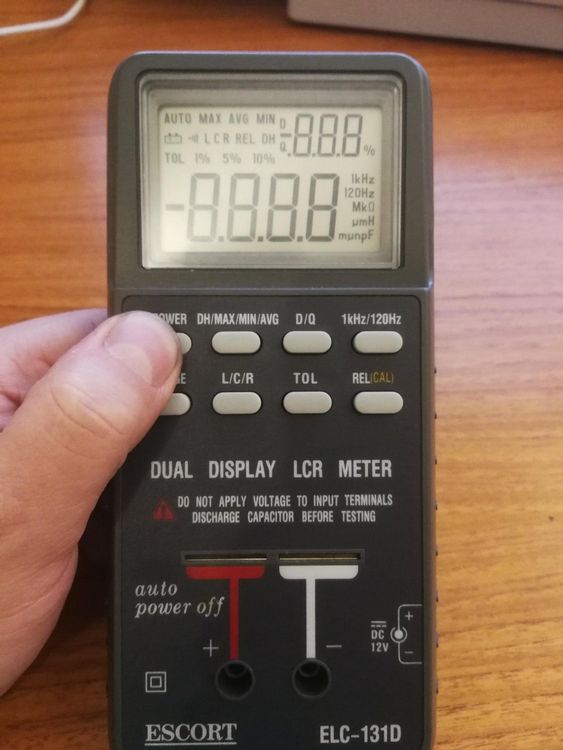 AUTO MAX AVG MIN D
LCR REL DH Q -.8.8.8 %
TOL 1% 5% 10%
-8.8.8.8
1kHz
120Hz
MkΩ
µmH
mµnpF
DH/MAX/MIN/AVG D/Q 1kHz/120Hz
L/C/R TOL REL(CAL)
DUAL DISPLAY LCR METER
DO NOT APPLY VOLTAGE TO INPUT TERMINALS
DISCHARGE CAPACITOR BEFORE TESTING
auto
power off
+ −
DC
12V
+
−
ESCORT ELC-131D